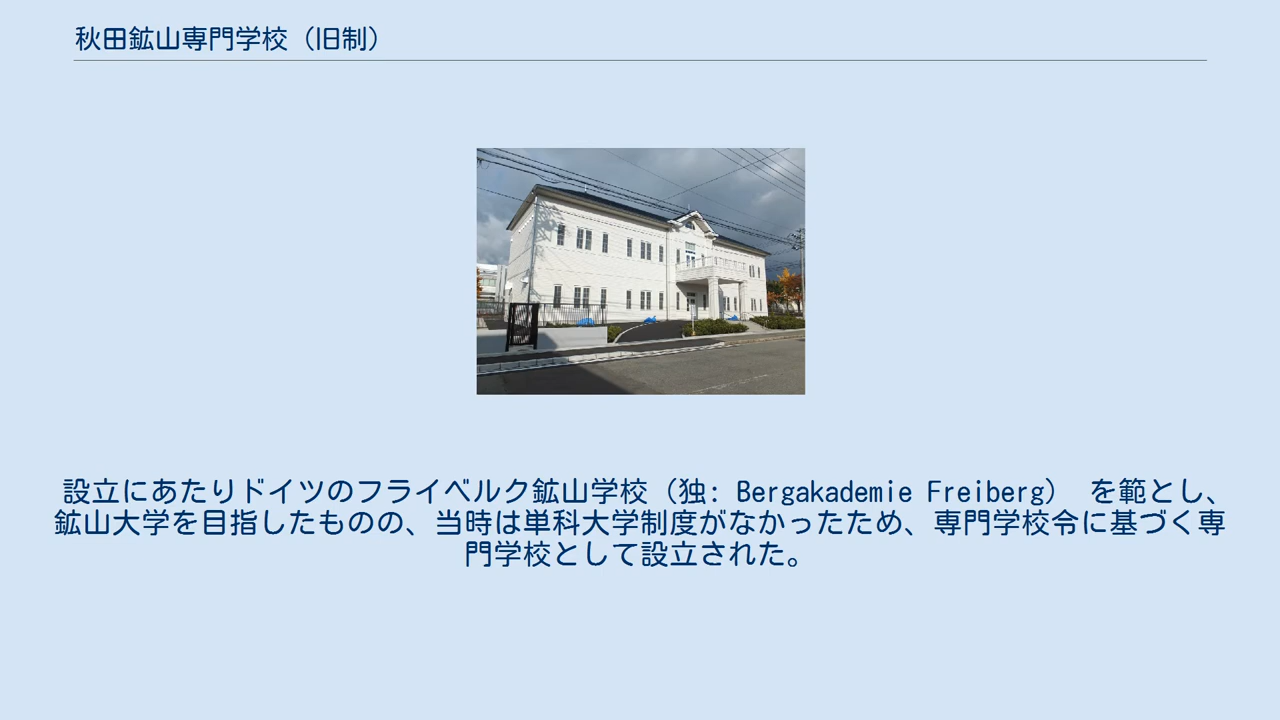 秋田鉱山専門学校（旧制）
設立にあたりドイツのフライベルク鉱山学校（独: Bergakademie Freiberg） を範とし、
鉱山大学を目指したものの、当時は単科大学制度がなかったため、専門学校令に基づく専
門学校として設立された。